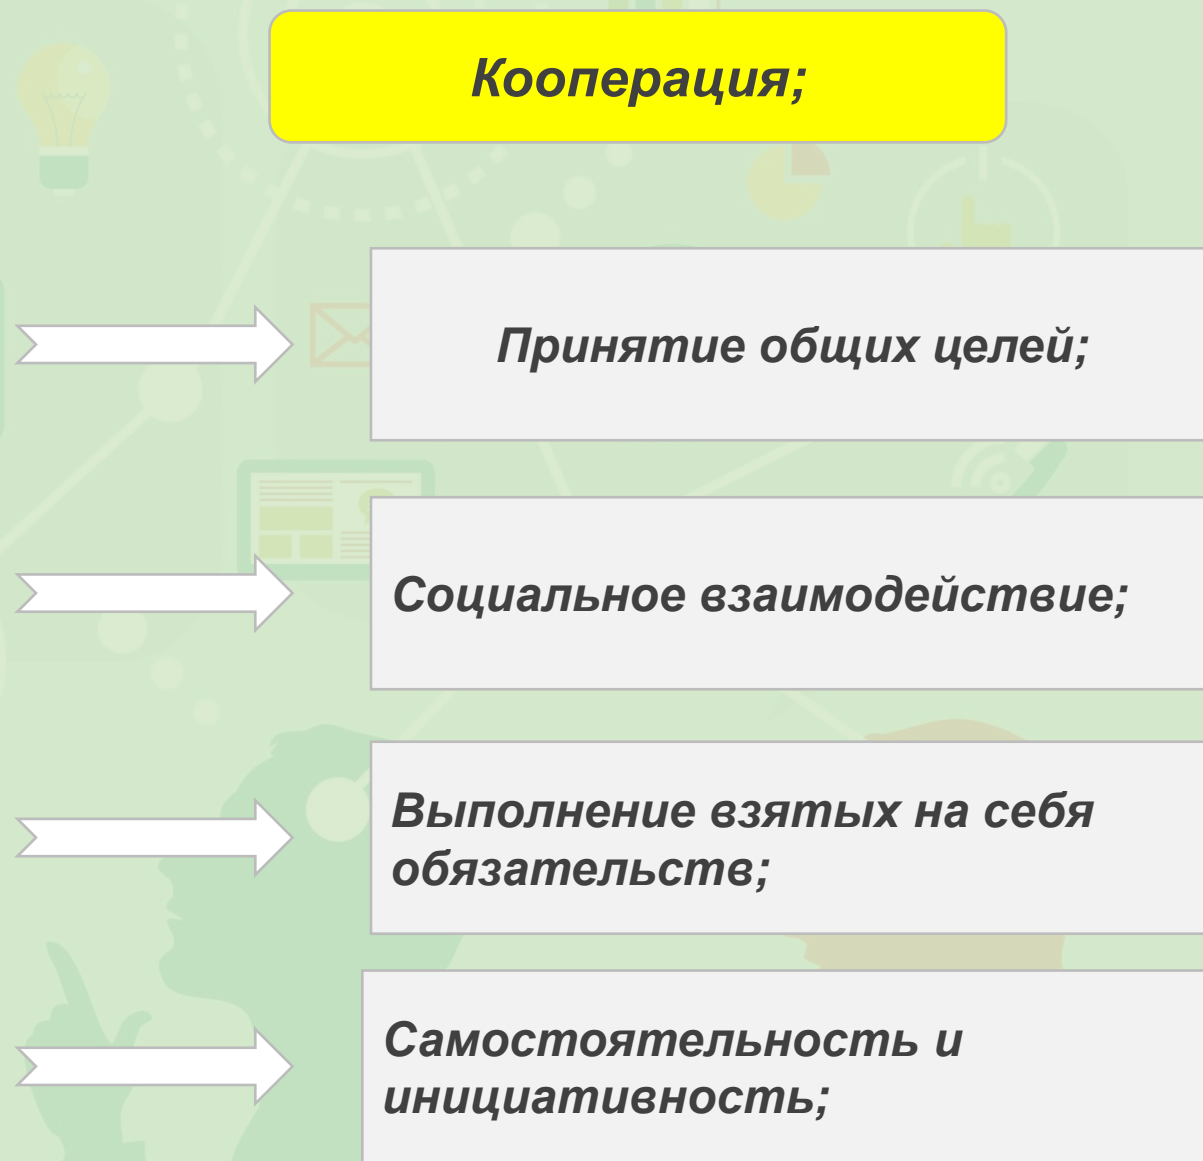 Кооперация;
Принятие общих целей;
Социальное взаимодействие;
Выполнение взятых на себя
обязательств;
Самостоятельность и
инициативность;